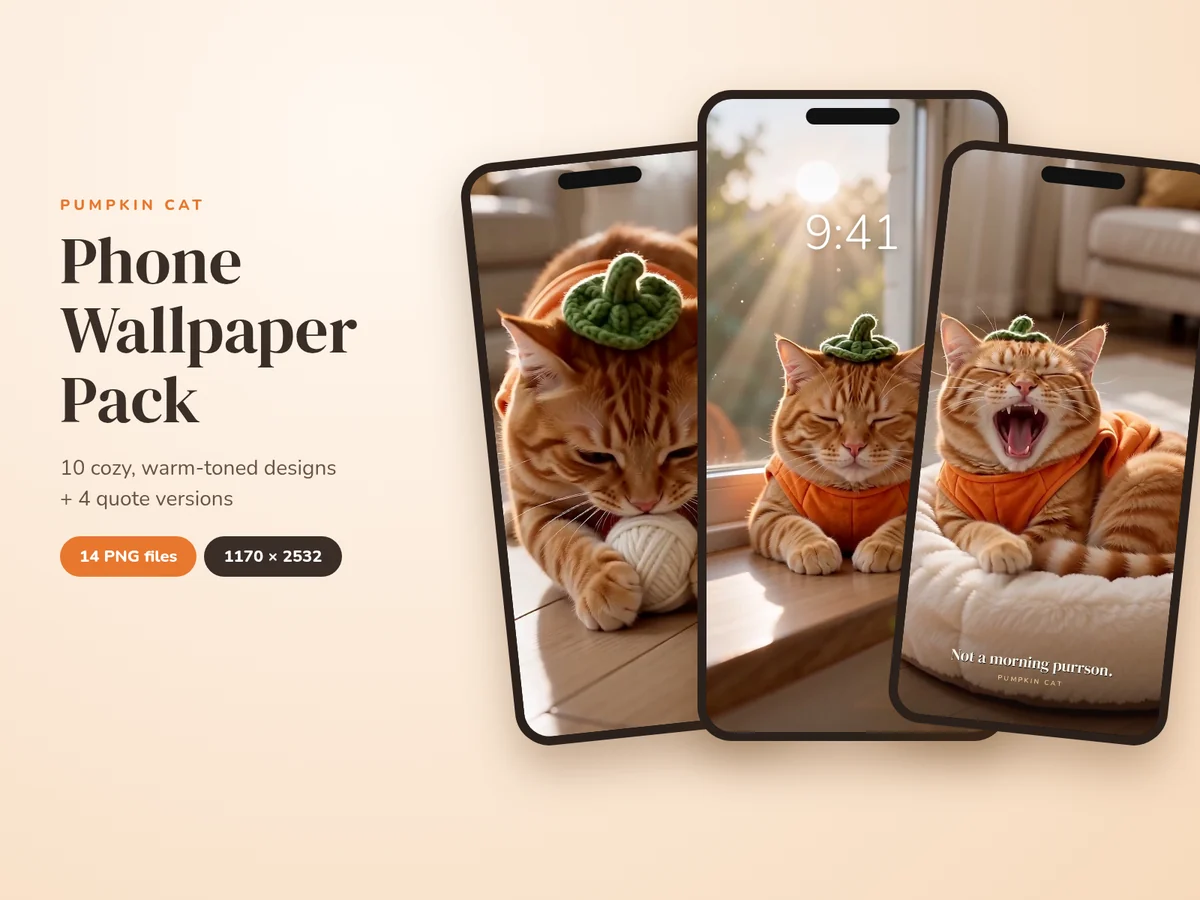 PUMPKIN CAT
Phone
Wallpaper
Pack
10 cozy, warm-toned designs
+ 4 quote versions
14 PNG files
1170 × 2532
9:41
Not a morning purrson.
PUMPKIN CAT